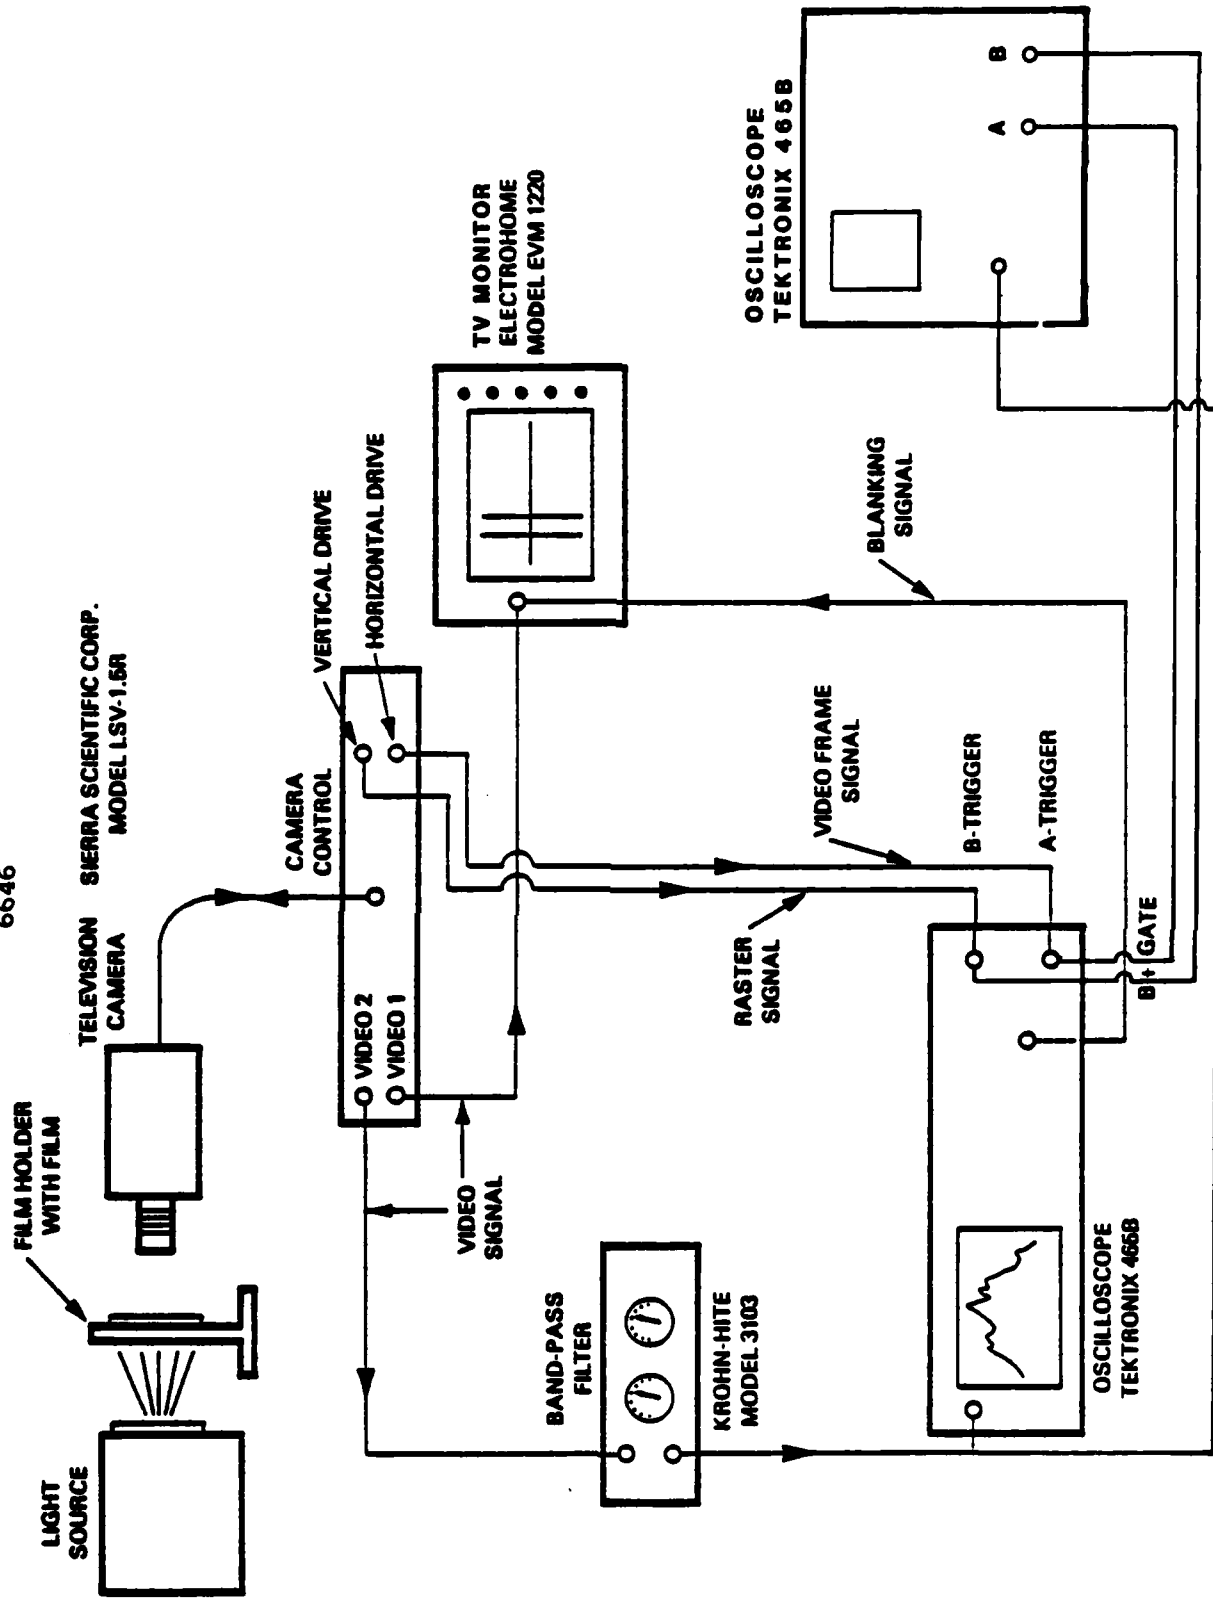 6646
FILM HOLDER
WITH FILM
LIGHT
SOURCE
TELEVISION
CAMERA
SIERRA SCIENTIFIC CORP.
MODEL LSV-1.5R
CAMERA
CONTROL
VERTICAL DRIVE
HORIZONTAL DRIVE
VIDEO 2
VIDEO 1
TV MONITOR
ELECTROHOME
MODEL EVM 1220
VIDEO
SIGNAL
BAND-PASS
FILTER
KROHN-HITE
MODEL 3103
RASTER
SIGNAL
VIDEO FRAME
SIGNAL
BLANKING
SIGNAL
OSCILLOSCOPE
TEKTRONIX 465B
A
B
B-TRIGGER
A-TRIGGER
B + GATE
OSCILLOSCOPE
TEKTRONIX 466B